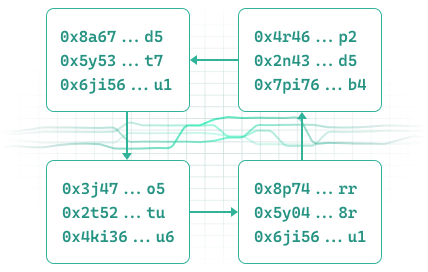 0x8a67 ... d5
0x5y53 ... t7
0x6ji56 ... u1
0x4r46 ... p2
0x2n43 ... d5
0x7pi76 ... b4
0x3j47 ... o5
0x2t52 ... tu
0x4ki36 ... u6
0x8p74 ... rr
0x5y04 ... 8r
0x6ji56 ... u1